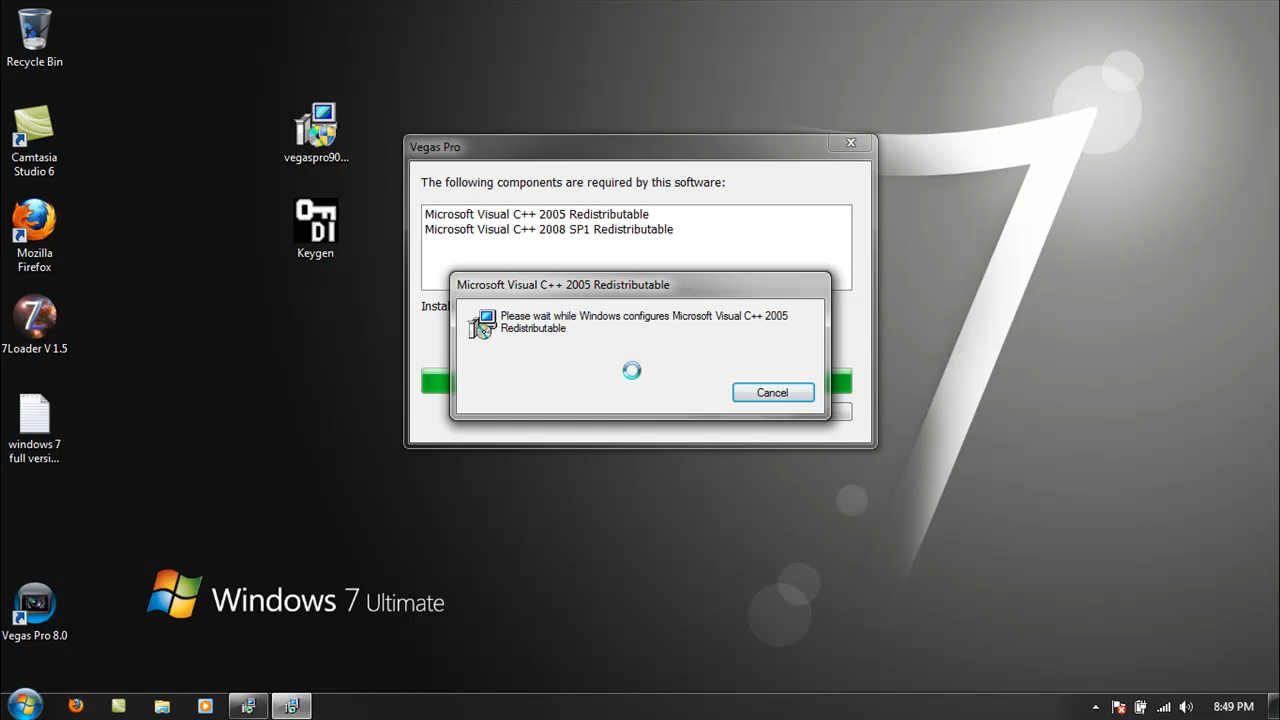 Recycle Bin
Camtasia
Studio 6
Mozilla
Firefox
7Loader V 1.5
windows 7
full versi...
Vegas Pro 8.0
vegaspro90...
Keygen
Vegas Pro
The following components are required by this software:
Microsoft Visual C++ 2005 Redistributable
Microsoft Visual C++ 2008 SP1 Redistributable
Instal
Microsoft Visual C++ 2005 Redistributable
Please wait while Windows configures Microsoft Visual C++ 2005
Redistributable
Cancel
Windows 7 Ultimate
8:49 PM